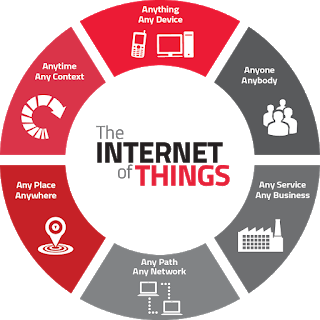 Anything
Any Device
Anyone
Anybody
Any Service
Any Business
Any Path
Any Network
Any Place
Anywhere
Anytime
Any Context
The
INTERNET
of THINGS